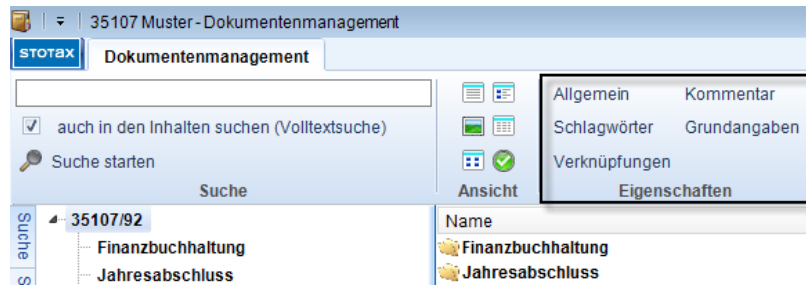 35107 Muster - Dokumentenmanagement
stotax Dokumentenmanagement
auch in den Inhalten suchen (Volltextsuche)
Suche starten
Suche
Ansicht
Allgemein Kommentar
Schlagwörter Grundangaben
Verknüpfungen
Eigenschaften
Suche
S
35107/92
Finanzbuchhaltung
Jahresabschluss
Name
Finanzbuchhaltung
Jahresabschluss